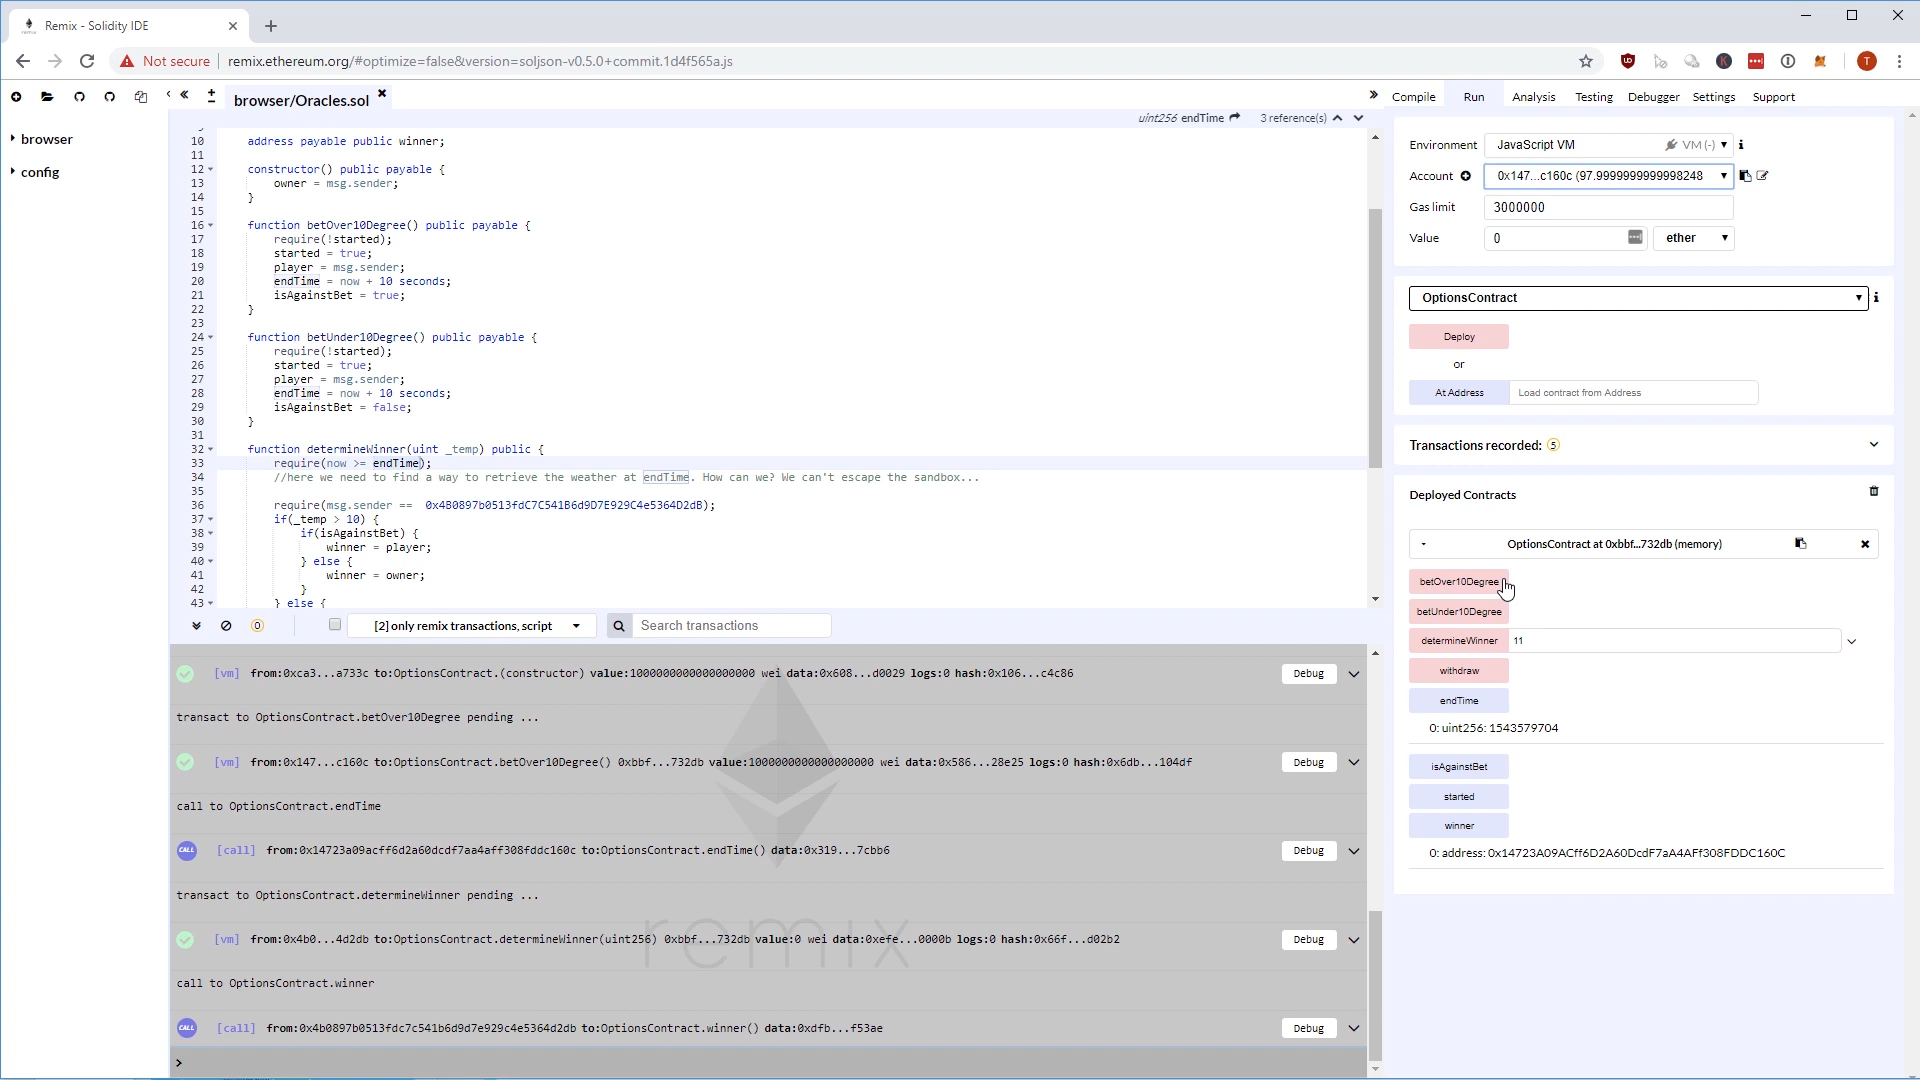 Remix - Solidity IDE
Not secure
remix.ethereum.org/#optimize=false&version=soljson-v0.5.0+commit.1d4f565a.js
browser
config
browser/Oracles.sol
uint256 endTime
3 reference(s)
9
10 address payable public winner;
11
12 constructor() public payable {
13 owner = msg.sender;
14 }
15
16 function betOver10Degree() public payable {
17 require(!started);
18 started = true;
19 player = msg.sender;
20 endTime = now + 10 seconds;
21 isAgainstBet = true;
22 }
23
24 function betUnder10Degree() public payable {
25 require(!started);
26 started = true;
27 player = msg.sender;
28 endTime = now + 10 seconds;
29 isAgainstBet = false;
30 }
31
32 function determineWinner(uint _temp) public {
33 require(now >= endTime);
34 //here we need to find a way to retrieve the weather at endTime. How can we? We can't escape the sandbox...
35
36 require(msg.sender == 0x4B0897b0513fdC7C541B6d9D7E929C4e5364D2dB);
37 if(_temp > 10) {
38 if(isAgainstBet) {
39 winner = player;
40 } else {
41 winner = owner;
42 }
43 } else {
0
[2] only remix transactions, script
Search transactions
[vm] from:0xca3...a733c to:OptionsContract.(constructor) value:1000000000000000000 wei data:0x608...d0029 logs:0 hash:0x106...c4c86
Debug
transact to OptionsContract.betOver10Degree pending ...
[vm] from:0x147...c160c to:OptionsContract.betOver10Degree() 0xbbf...732db value:1000000000000000000 wei data:0x586...28e25 logs:0 hash:0x6db...104df
Debug
call to OptionsContract.endTime
CALL [call] from:0x14723a09acff6d2a60dcdf7aa4aff308fddc160c to:OptionsContract.endTime() data:0x319...7cbb6
Debug
transact to OptionsContract.determineWinner pending ...
[vm] from:0x4b0...4d2db to:OptionsContract.determineWinner(uint256) 0xbbf...732db value:0 wei data:0xefe...0000b logs:0 hash:0x66f...d02b2
Debug
remix
call to OptionsContract.winner
CALL [call] from:0x4b0897b0513fdc7c541b6d9d7e929c4e5364d2db to:OptionsContract.winner() data:0xdfb...f53ae
Debug
>
Compile Run Analysis Testing Debugger Settings Support
Environment JavaScript VM VM (-)
Account 0x147...c160c (97.9999999999998248
Gas limit 3000000
Value 0 ether
OptionsContract
Deploy
or
At Address Load contract from Address
Transactions recorded: 5
Deployed Contracts
OptionsContract at 0xbbf...732db (memory)
betOver10Degree
betUnder10Degree
determineWinner 11
withdraw
endTime
0: uint256: 1543579704
isAgainstBet
started
winner
0: address: 0x14723A09ACff6D2A60DcdF7aA4AFf308FDDC160C
T